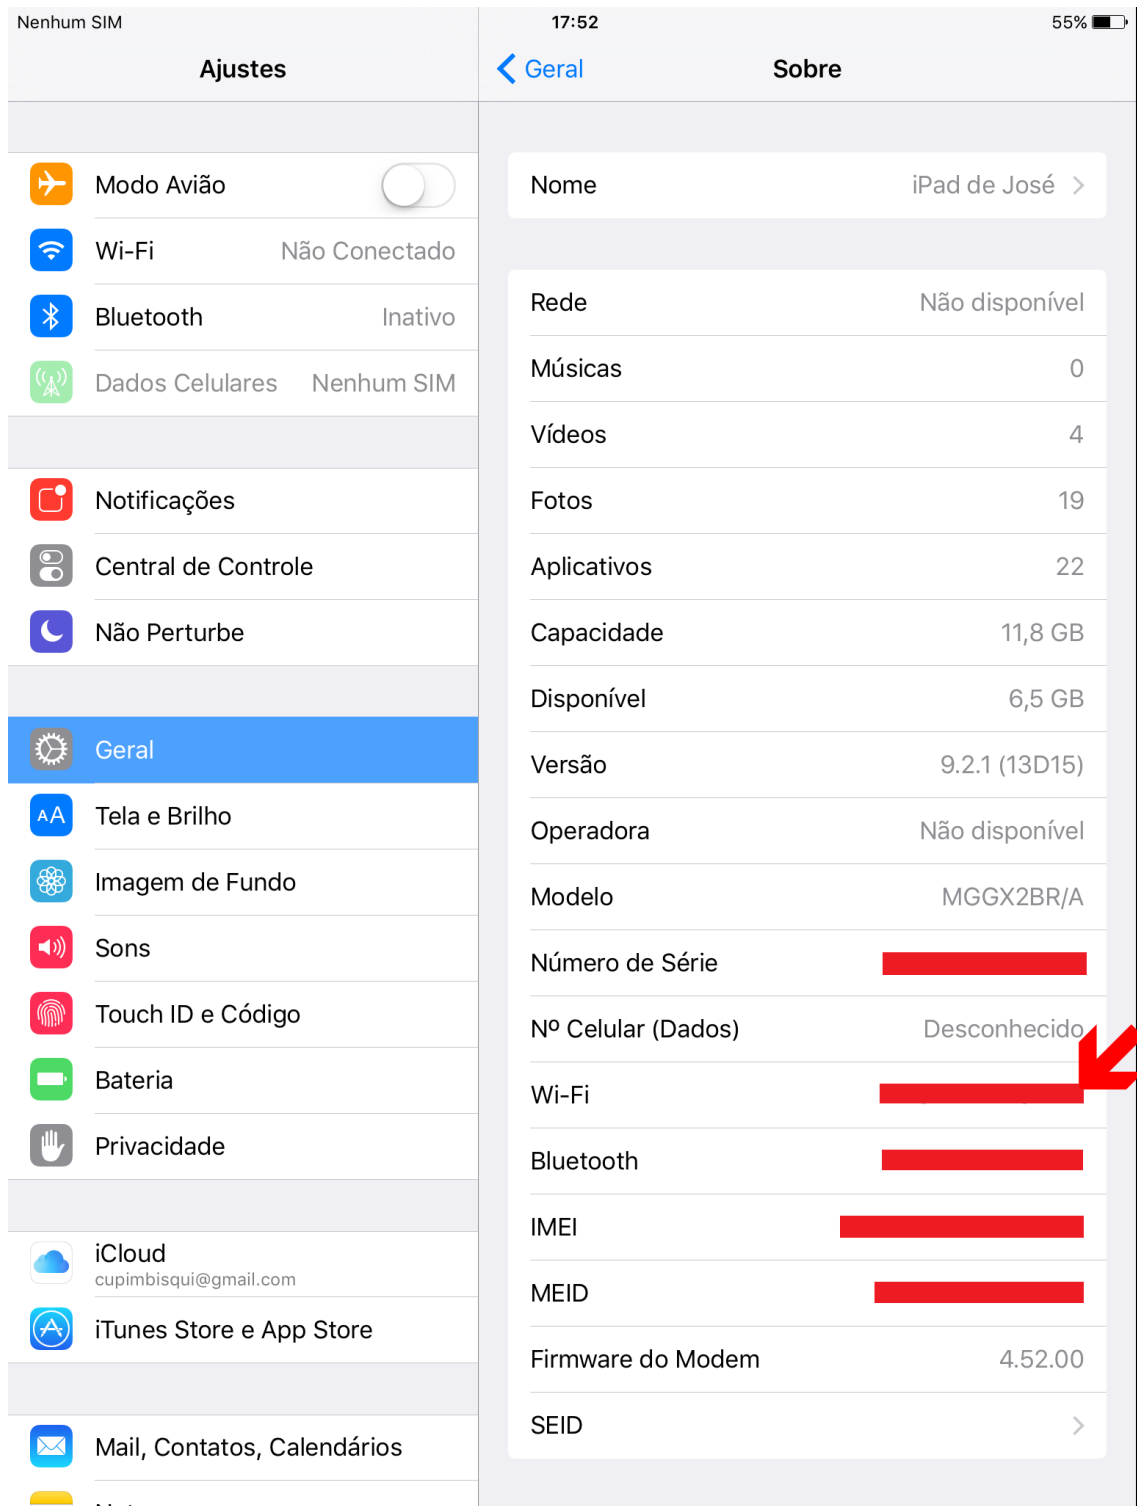 Nenhum SIM
17:52
55%
Ajustes
Geral
Sobre
Modo Avião
Wi-Fi Não Conectado
Bluetooth Inativo
Dados Celulares Nenhum SIM
Notificações
Central de Controle
Não Perturbe
Geral
Tela e Brilho
Imagem de Fundo
Sons
Touch ID e Código
Bateria
Privacidade
iCloud
cupimbisqui@gmail.com
iTunes Store e App Store
Mail, Contatos, Calendários
Nome iPad de José
Rede Não disponível
Músicas 0
Vídeos 4
Fotos 19
Aplicativos 22
Capacidade 11,8 GB
Disponível 6,5 GB
Versão 9.2.1 (13D15)
Operadora Não disponível
Modelo MGGX2BR/A
Número de Série
Nº Celular (Dados) Desconhecido
Wi-Fi
Bluetooth
IMEI
MEID
Firmware do Modem 4.52.00
SEID